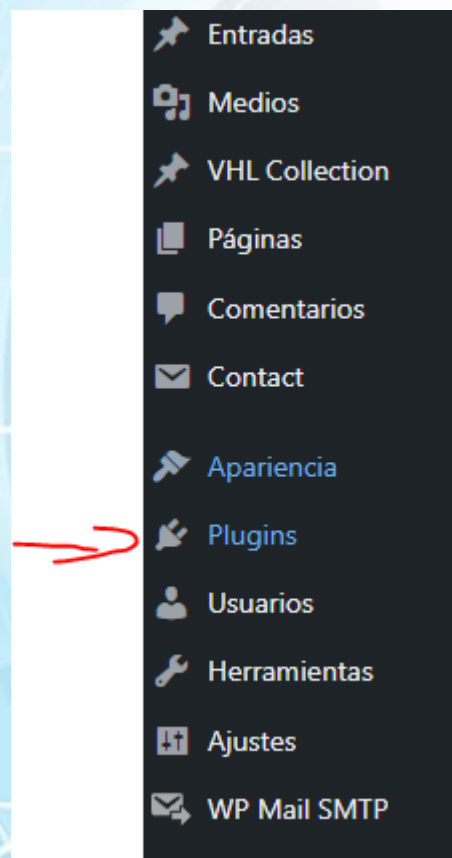 Entradas
Medios
VHL Collection
Páginas
Comentarios
Contact
Apariencia
Plugins
Usuarios
Herramientas
Ajustes
WP Mail SMTP